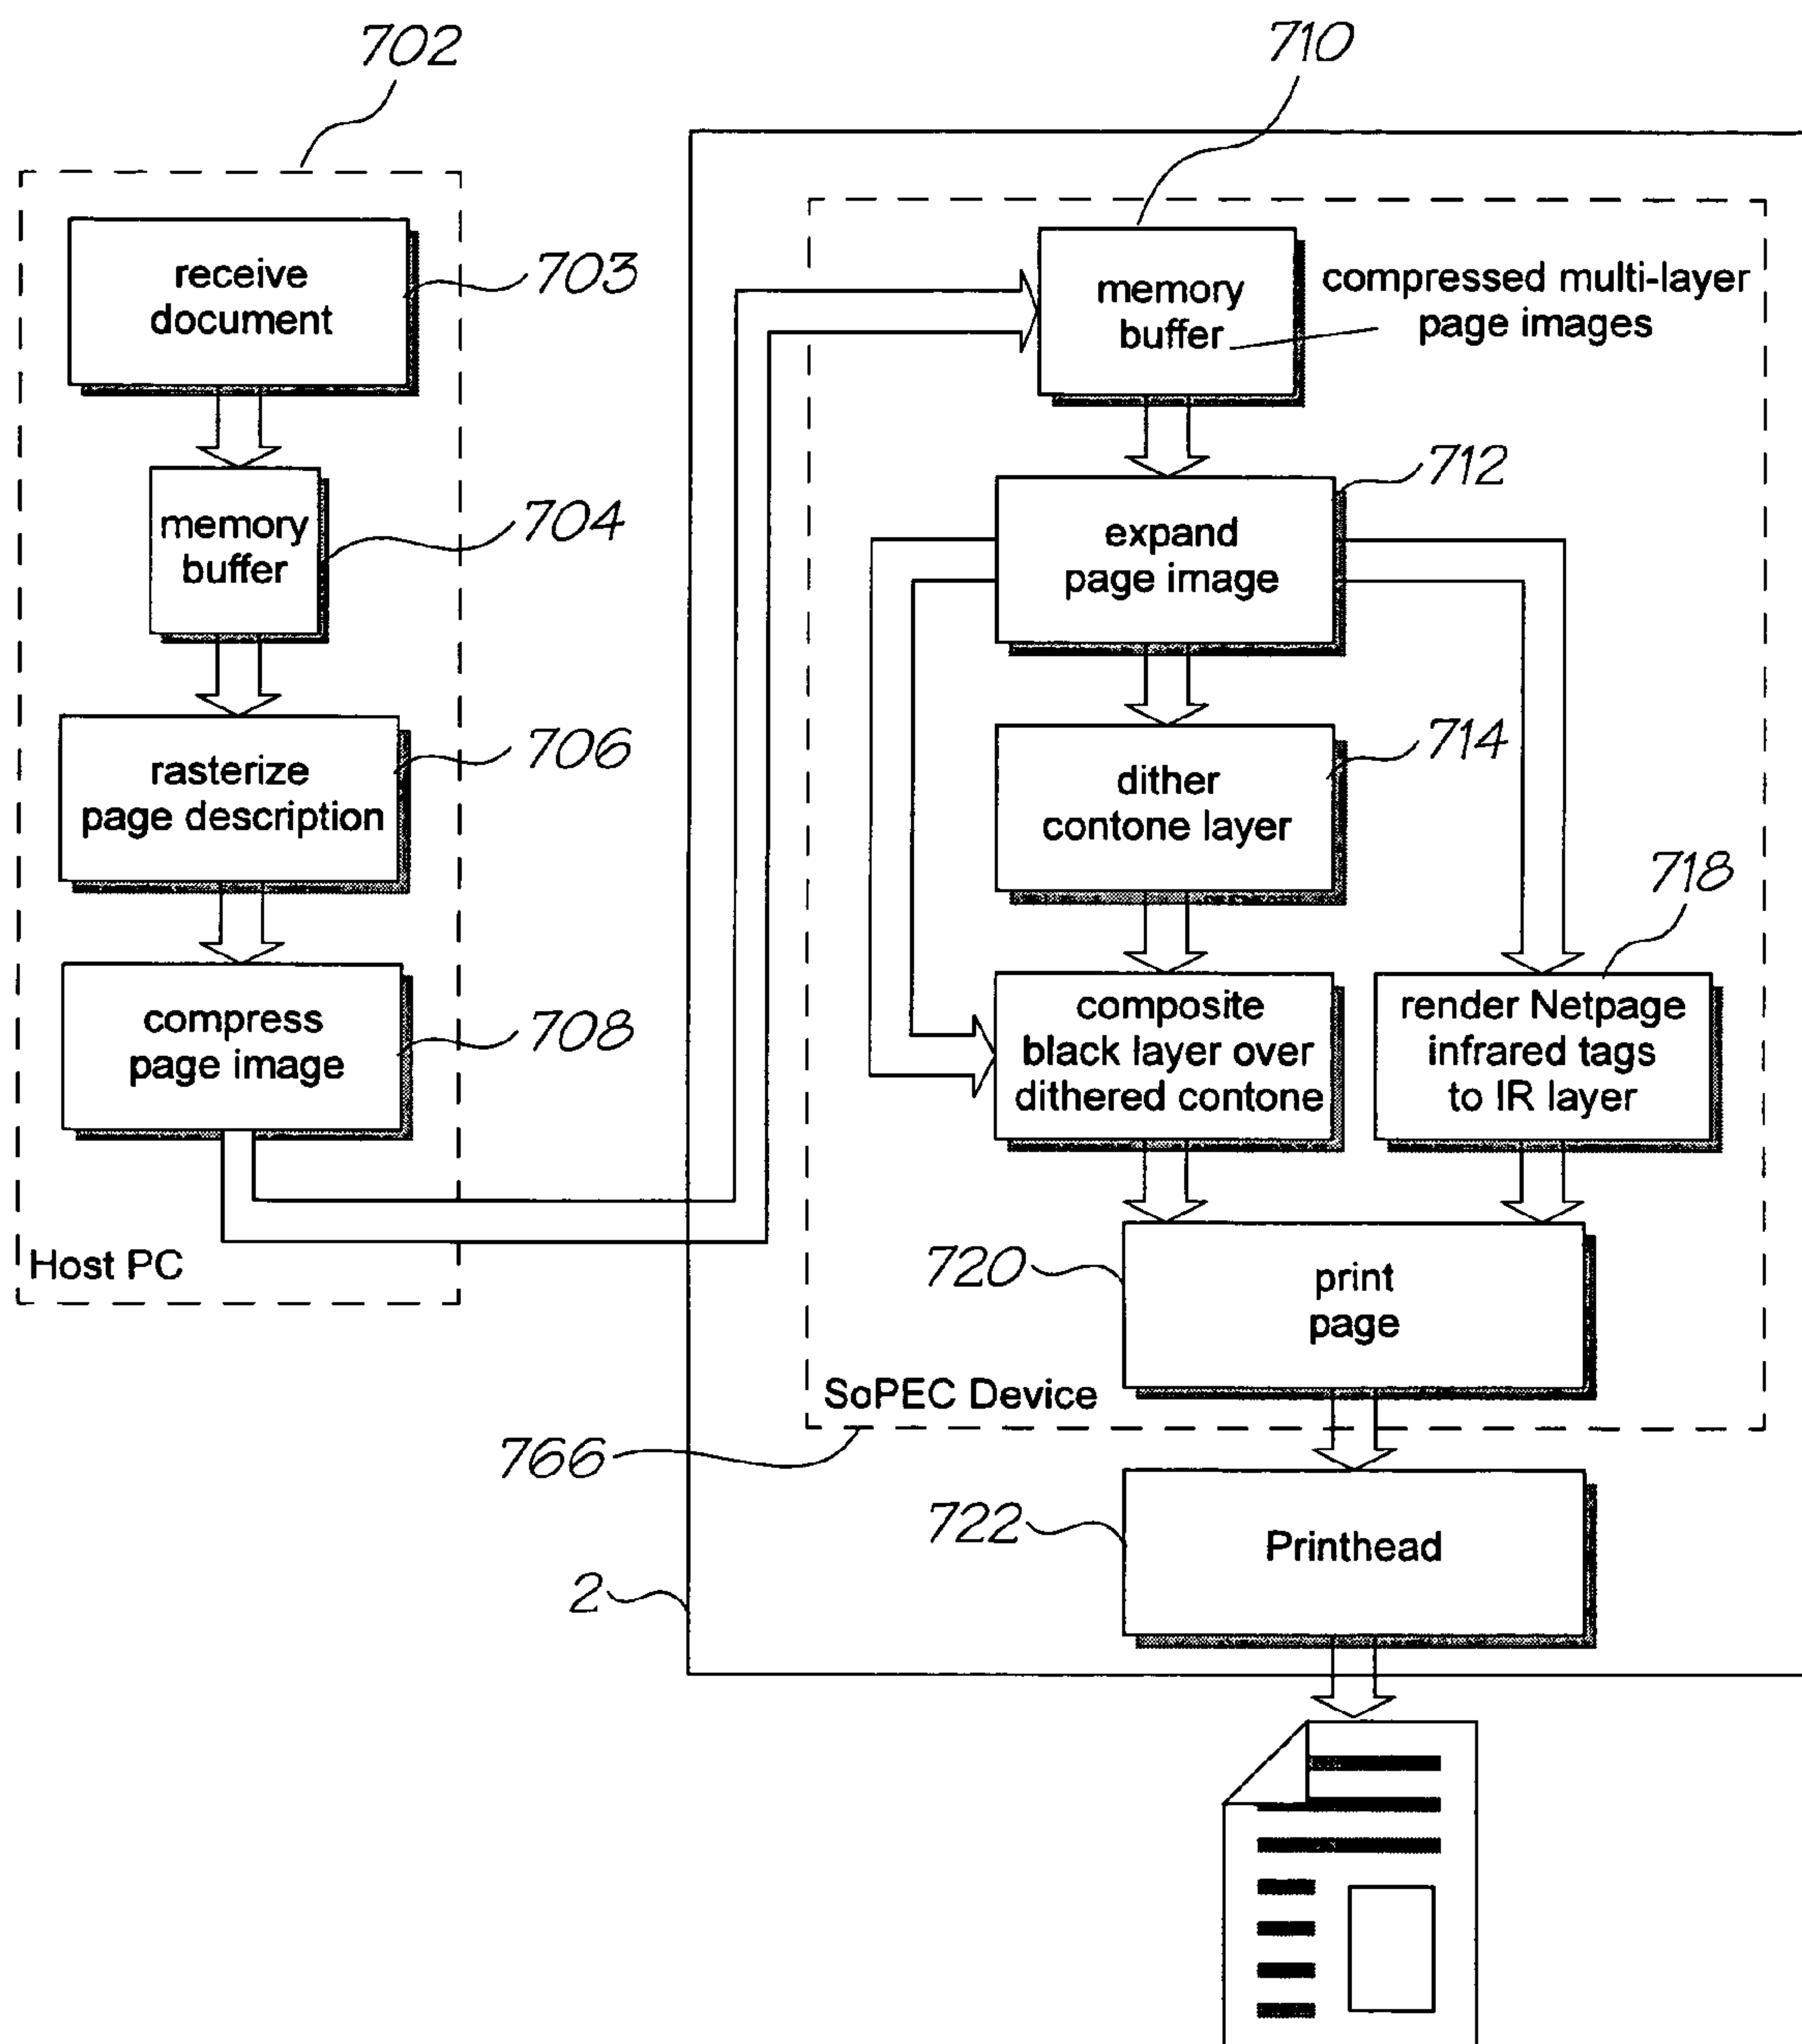 702
710
receive
document
703
memory
buffer
compressed multi-layer
page images
memory
buffer
704
expand
page image
712
rasterize
page description
706
dither
contone layer
714
718
compress
page image
708
composite
black layer over
dithered contone
render Netpage
infrared tags
to IR layer
Host PC
720
print
page
SoPEC Device
766
722
Printhead
2